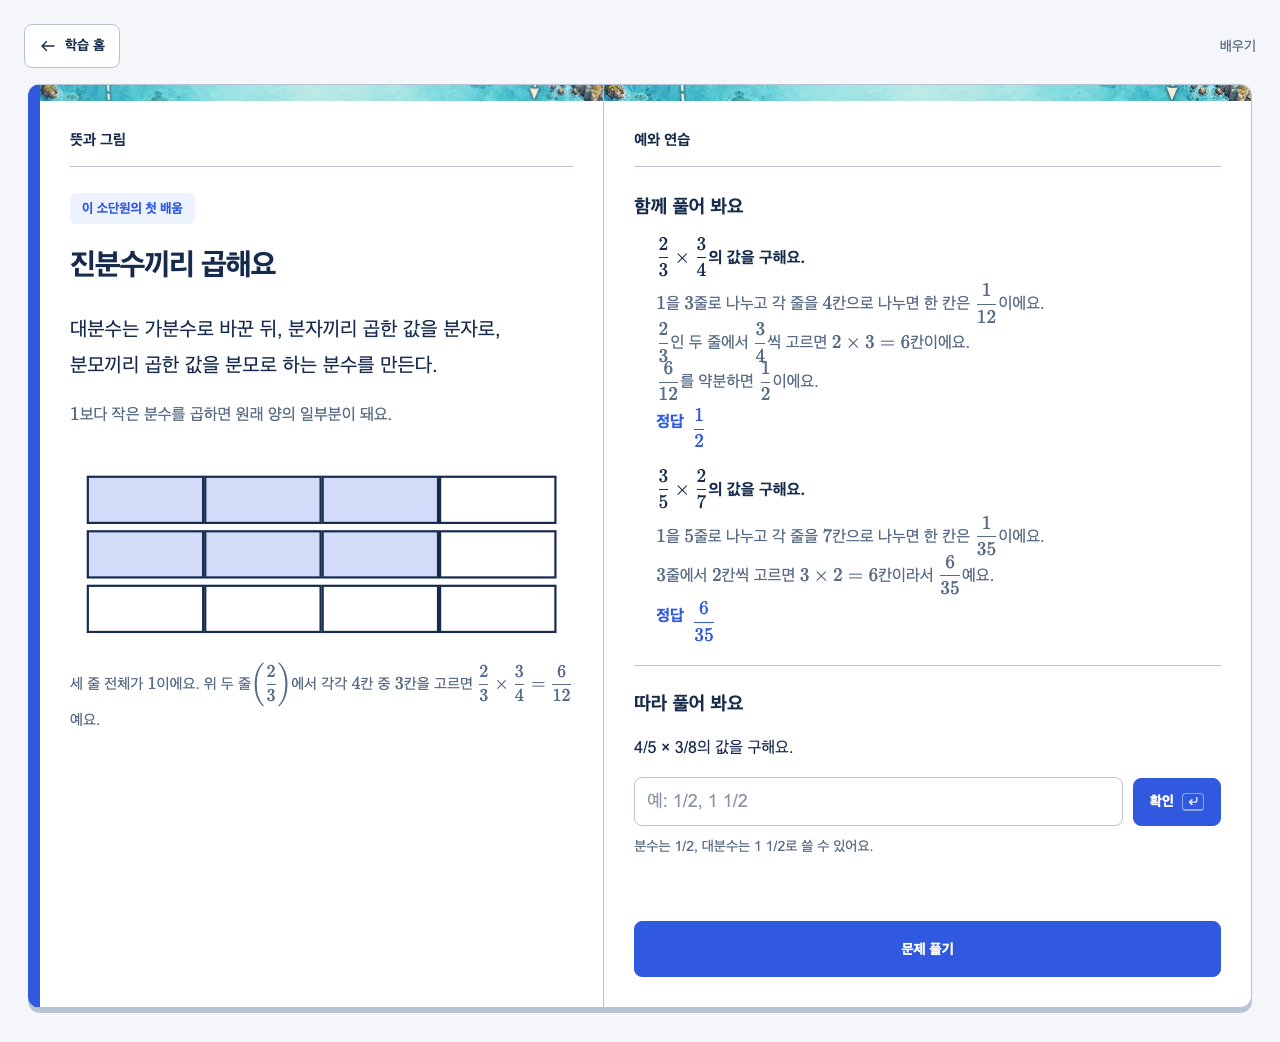 ← 학습 홈
배우기
뜻과 그림
이 소단원의 첫 배움
진분수끼리 곱해요
대분수는 가분수로 바꾼 뒤, 분자끼리 곱한 값을 분자로,
분모끼리 곱한 값을 분모로 하는 분수를 만든다.
1보다 작은 분수를 곱하면 원래 양의 일부분이 돼요.
세 줄 전체가 1이에요. 위 두 줄(2/3)에서 각각 4칸 중 3칸을 고르면 2/3 × 3/4 = 6/12
예요.
예와 연습
함께 풀어 봐요
2/3 × 3/4의 값을 구해요.
1을 3줄로 나누고 각 줄을 4칸으로 나누면 한 칸은 1/12이에요.
2/3인 두 줄에서 3/4씩 고르면 2 × 3 = 6칸이에요.
6/12를 약분하면 1/2이에요.
정답 1/2
3/5 × 2/7의 값을 구해요.
1을 5줄로 나누고 각 줄을 7칸으로 나누면 한 칸은 1/35이에요.
3줄에서 2칸씩 고르면 3 × 2 = 6칸이라서 6/35예요.
정답 6/35
따라 풀어 봐요
4/5 × 3/8의 값을 구해요.
예: 1/2, 1 1/2
확인 ↵
분수는 1/2, 대분수는 1 1/2로 쓸 수 있어요.
문제 풀기